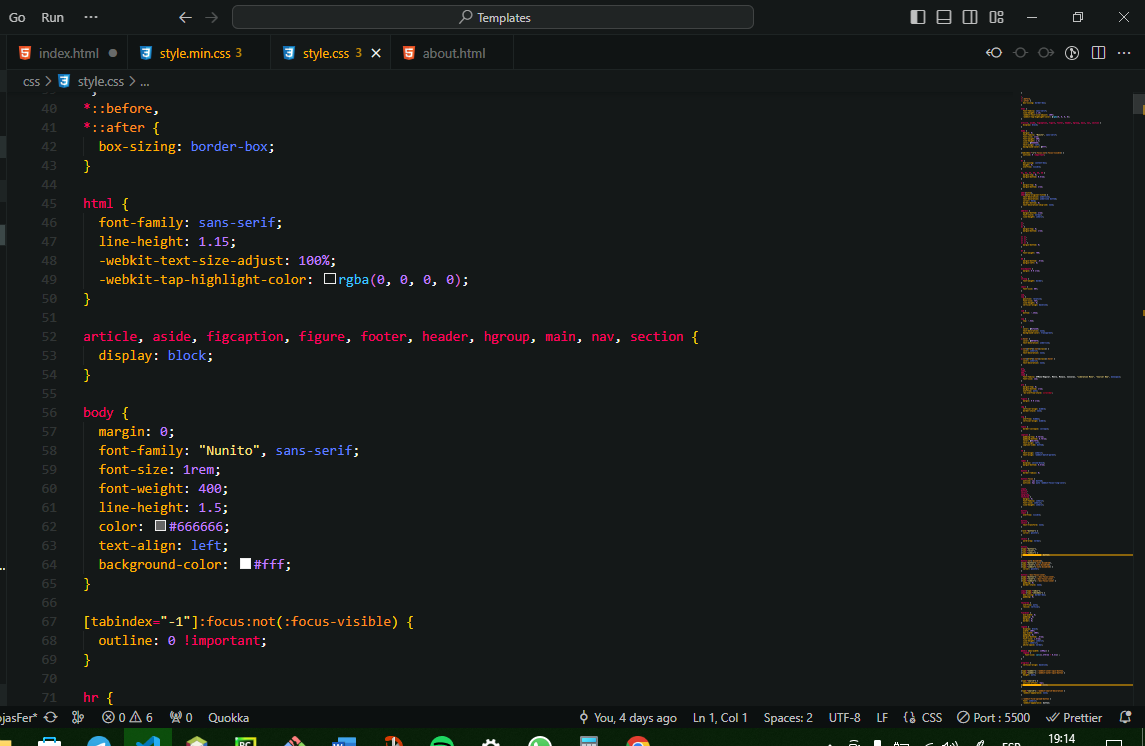 Go Run ··· Templates
index.html style.min.css 3 style.css 3 about.html
css > style.css > ...
40 *::before,
41 *::after {
42 box-sizing: border-box;
43 }
44
45 html {
46 font-family: sans-serif;
47 line-height: 1.15;
48 -webkit-text-size-adjust: 100%;
49 -webkit-tap-highlight-color: rgba(0, 0, 0, 0);
50 }
51
52 article, aside, figcaption, figure, footer, header, hgroup, main, nav, section {
53 display: block;
54 }
55
56 body {
57 margin: 0;
58 font-family: "Nunito", sans-serif;
59 font-size: 1rem;
60 font-weight: 400;
61 line-height: 1.5;
62 color: #666666;
63 text-align: left;
64 background-color: #fff;
65 }
66
67 [tabindex="-1"]:focus:not(:focus-visible) {
68 outline: 0 !important;
69 }
70
71 hr {
ojasFer* 0 6 0 Quokka You, 4 days ago Ln 1, Col 1 Spaces: 2 UTF-8 LF {} CSS Port : 5500 Prettier
PC W ESP 19:14